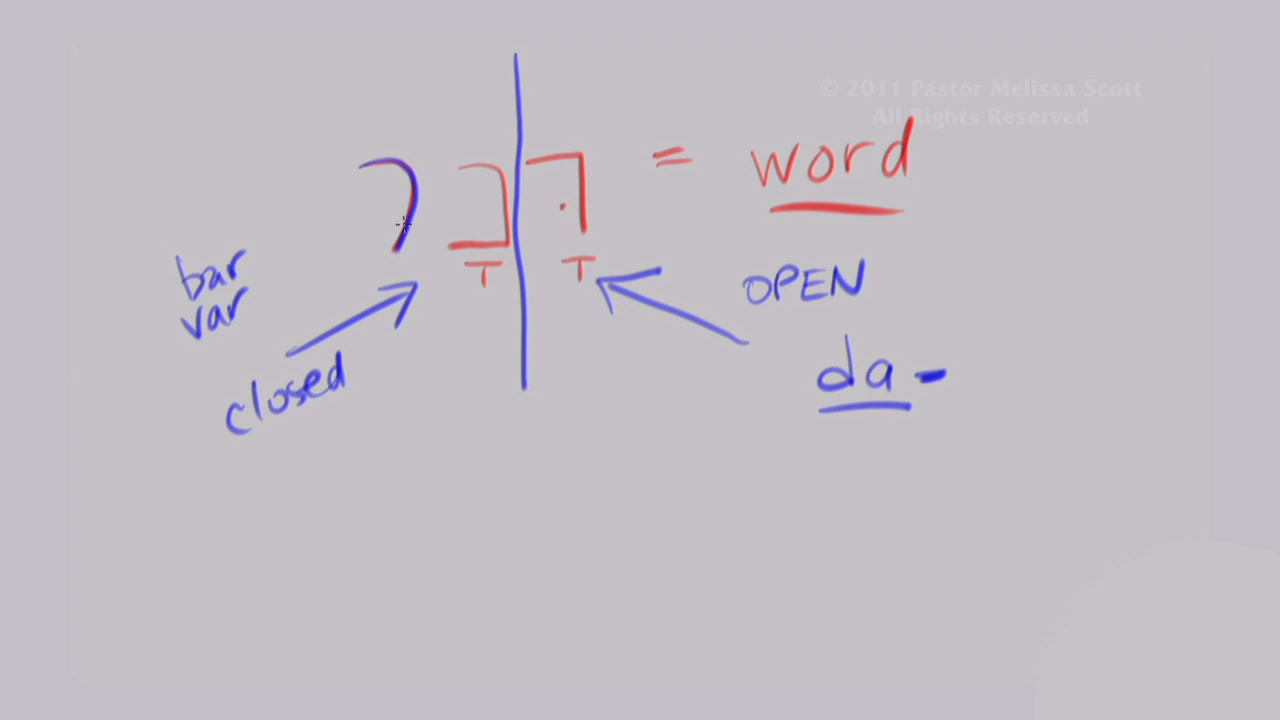 © 2011 Pastor Melissa Scott
All Rights Reserved
דָּבָר = word
bar
var
closed
OPEN
da-